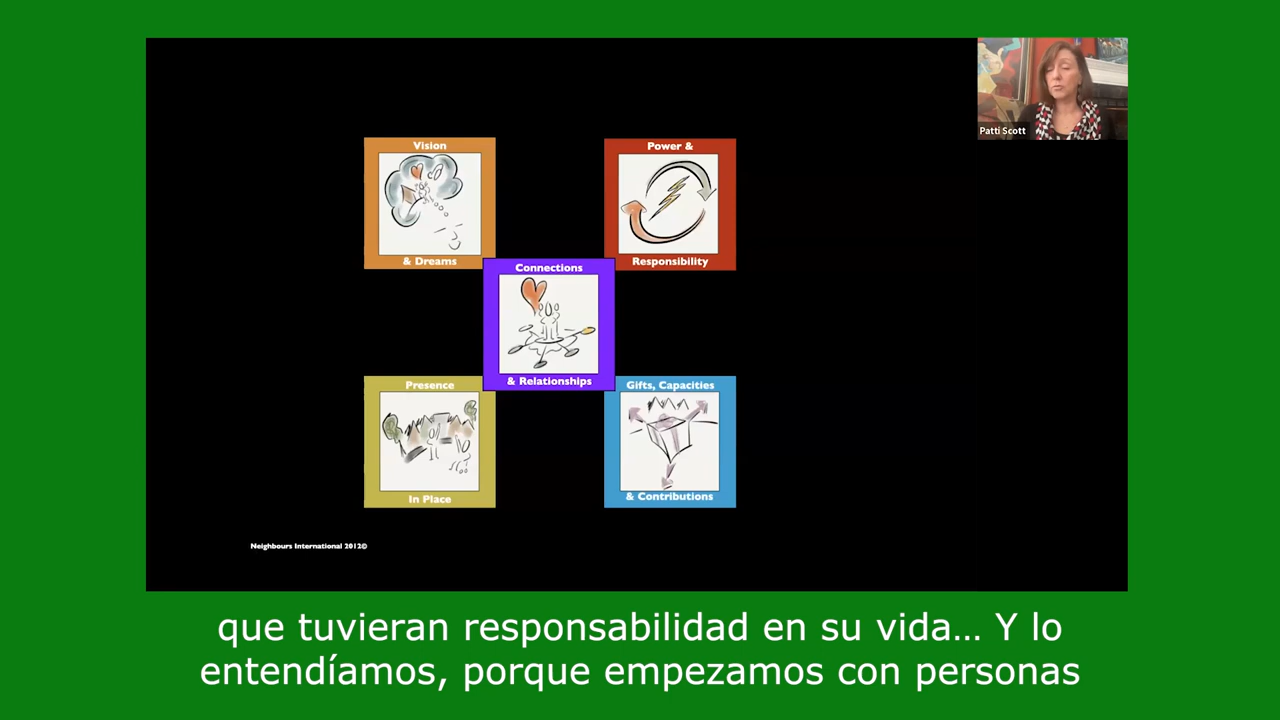 Patti Scott
Vision
& Dreams
Power &
Responsibility
Connections
& Relationships
Presence
In Place
Gifts, Capacities
& Contributions
Neighbours International 2012©
que tuvieran responsabilidad en su vida... Y lo
entendíamos, porque empezamos con personas